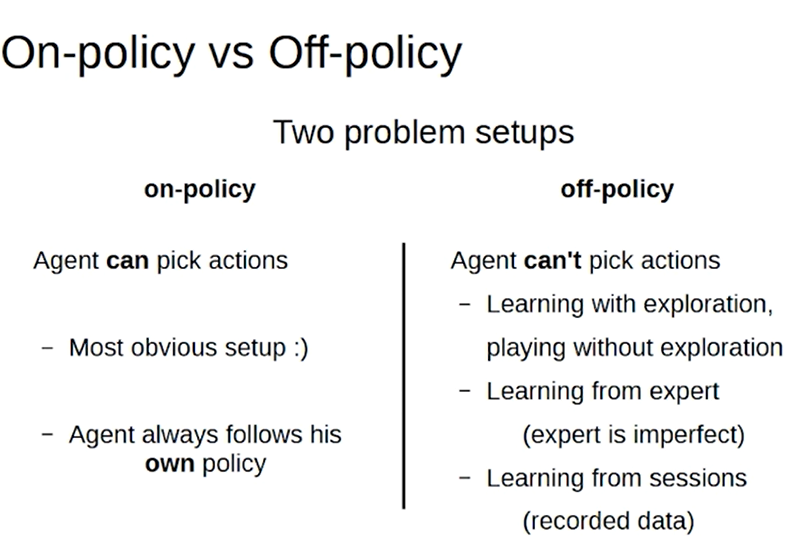 On-policy vs Off-policy
Two problem setups
on-policy
Agent can pick actions
– Most obvious setup :)
– Agent always follows his
own policy
off-policy
Agent can't pick actions
– Learning with exploration,
playing without exploration
– Learning from expert
(expert is imperfect)
– Learning from sessions
(recorded data)